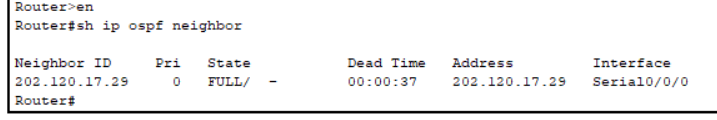 Router>en
Router#sh ip ospf neighbor
Neighbor ID     Pri   State           Dead Time   Address         Interface
202.120.17.29     0   FULL/  -        00:00:37    202.120.17.29   Serial0/0/0
Router#